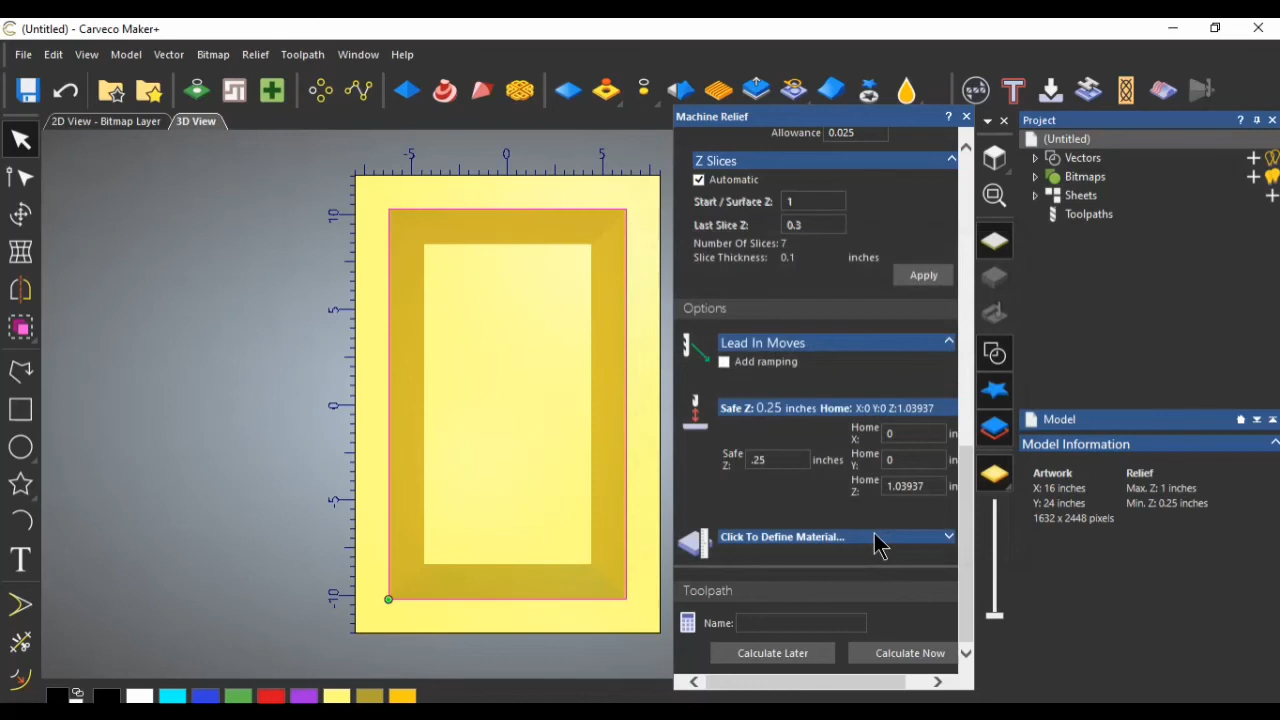 (Untitled) - Carveco Maker+
File Edit View Model Vector Bitmap Relief Toolpath Window Help
2D View - Bitmap Layer 3D View
-5 0 5
10
5
0
-5
-10
T
Machine Relief ?
Allowance 0.025
Z Slices
Automatic
Start / Surface Z: 1
Last Slice Z: 0.3
Number Of Slices: 7
Slice Thickness: 0.1 inches
Apply
Options
Lead In Moves
Add ramping
Safe Z: 0.25 inches Home: X:0 Y:0 Z:1.03937
Home X: 0 in
Safe Z: .25 inches
Home Y: 0 in
Home Z: 1.03937 in
Click To Define Material...
Toolpath
Name:
Calculate Later Calculate Now
Project ?
(Untitled)
Vectors
Bitmaps
Sheets
Toolpaths
Model
Model Information
Artwork Relief
X: 16 inches Max. Z: 1 inches
Y: 24 inches Min. Z: 0.25 inches
1632 x 2448 pixels